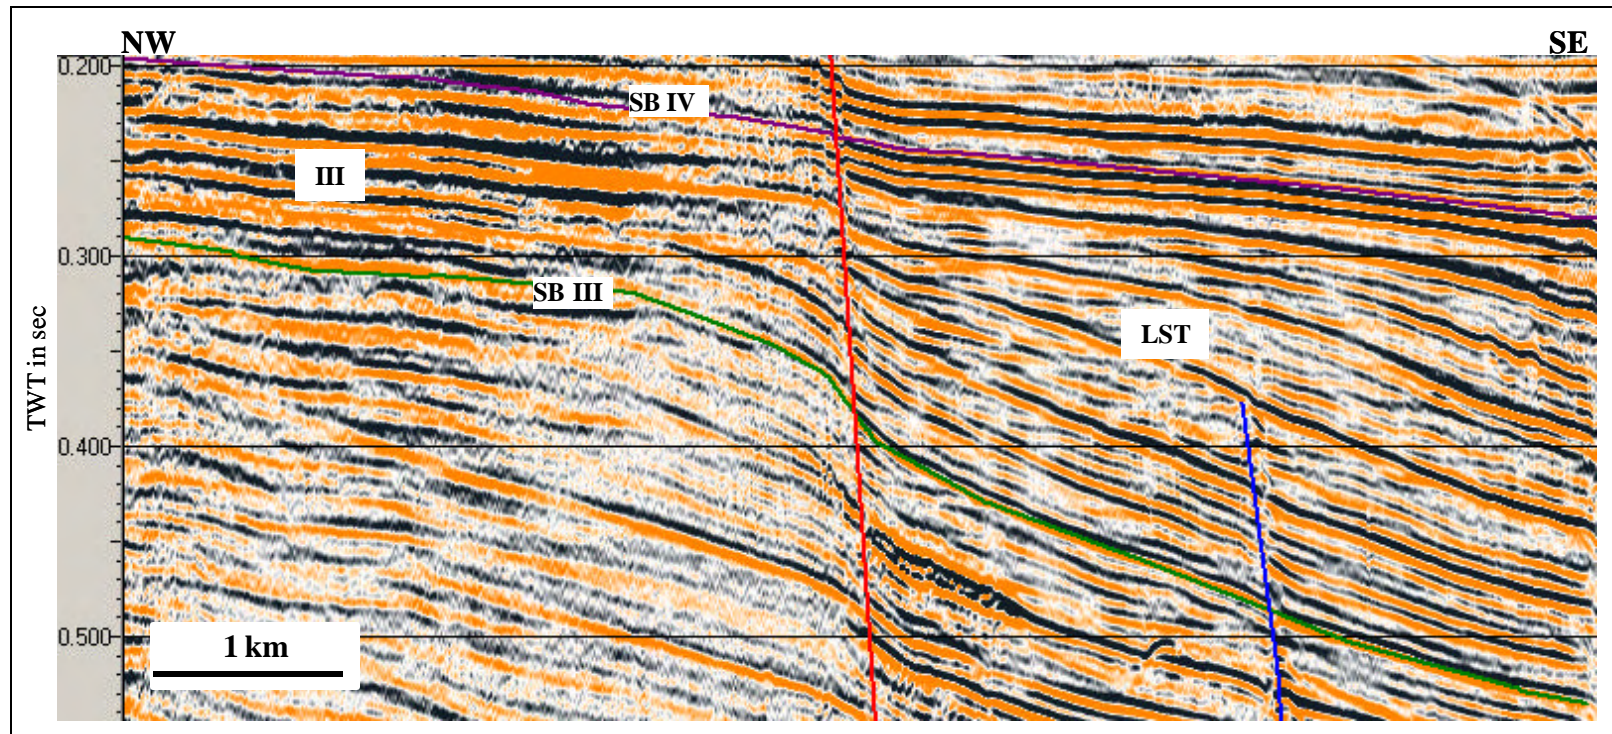 NW
SE
0.200
SB IV
III
0.300
SB III
LST
TWT in sec
0.400
0.500
1 km